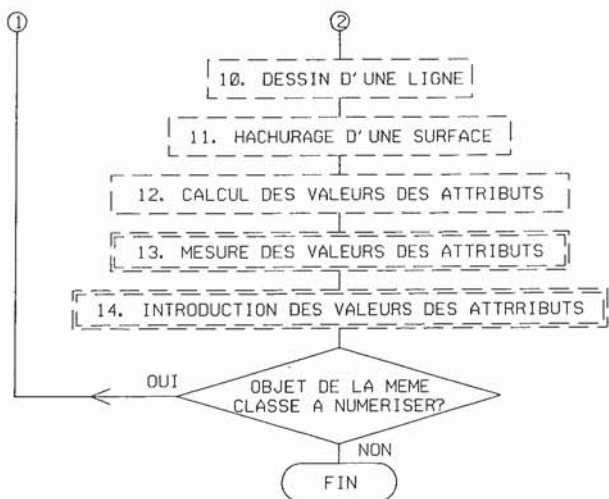 ① ②
10. DESSIN D'UNE LIGNE
11. HACHURAGE D'UNE SURFACE
12. CALCUL DES VALEURS DES ATTRIBUTS
13. MESURE DES VALEURS DES ATTRIBUTS
14. INTRODUCTION DES VALEURS DES ATTRRIBUTS
OUI
OBJET DE LA MEME
CLASSE A NUMERISER?
NON
FIN